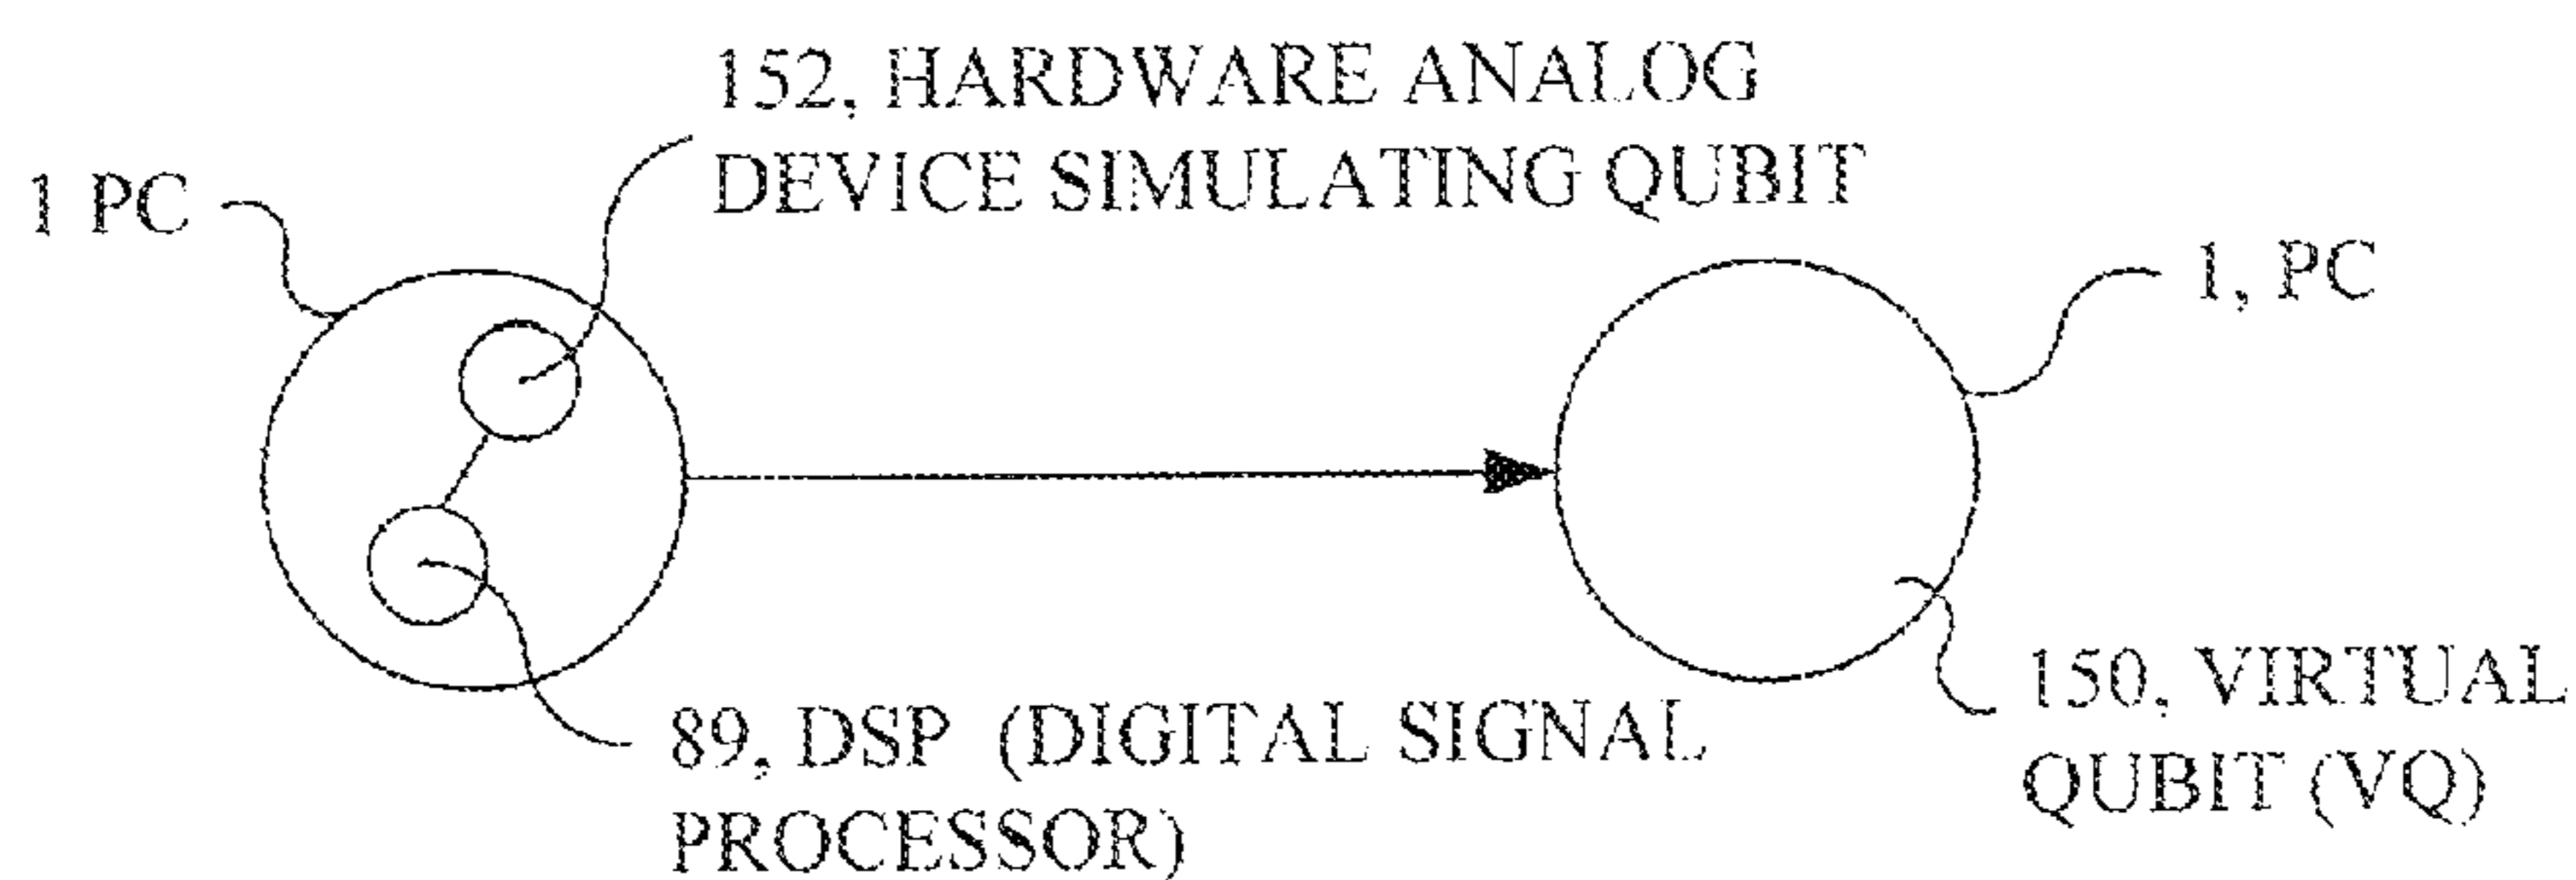 152, HARDWARE ANALOG
DEVICE SIMULATING QUBIT
1 PC
1, PC
89, DSP (DIGITAL SIGNAL
PROCESSOR)
150, VIRTUAL
QUBIT (VQ)